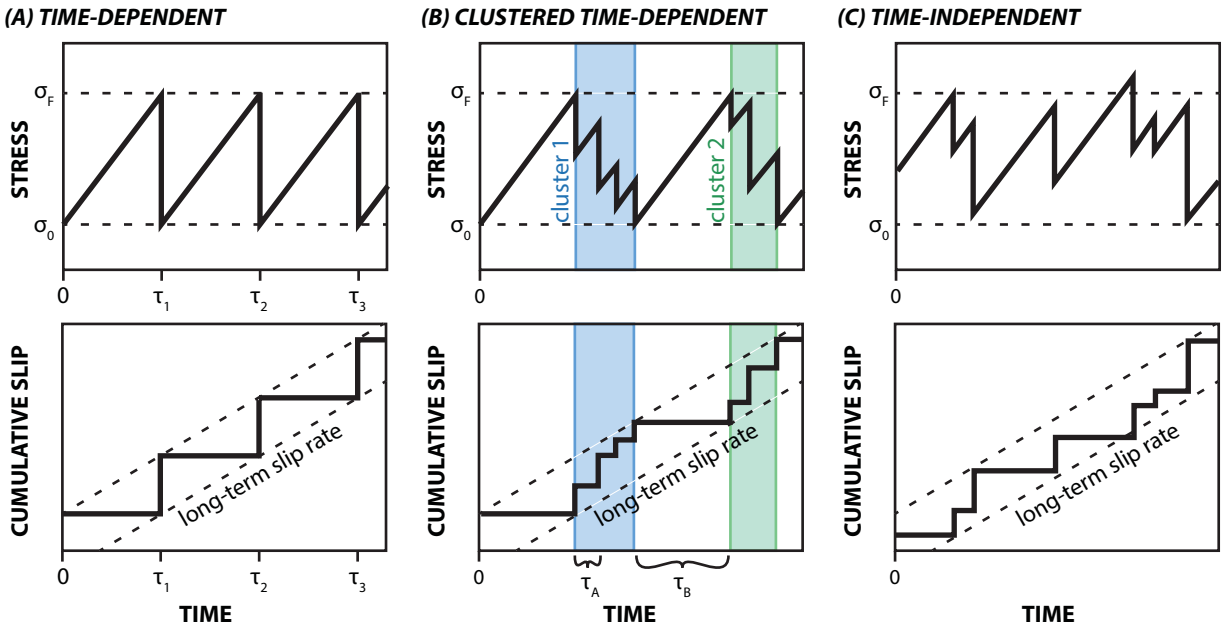 (A) TIME-DEPENDENT
(B) CLUSTERED TIME-DEPENDENT
(C) TIME-INDEPENDENT
STRESS
σF
σ0
0
τ1
τ2
τ3
STRESS
σF
σ0
cluster 1
cluster 2
0
STRESS
σF
σ0
0
CUMULATIVE SLIP
long-term slip rate
0
τ1
τ2
τ3
TIME
CUMULATIVE SLIP
long-term slip rate
0
τA
τB
TIME
CUMULATIVE SLIP
long-term slip rate
0
TIME